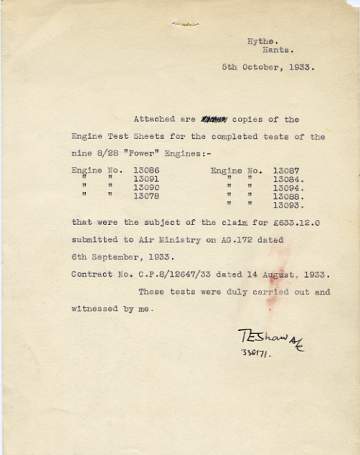 Hythe.
Hants.
5th October, 1933.
Attached are copies of the
Engine Test Sheets for the completed tests of the
nine 8/28 "Power" Engines:-
Engine No. 13086 Engine No. 13087
" " 13091 " " 13084.
" " 13090 " " 13094.
" " 13078 " " 13088.
" " 13093.
that were the subject of the claim for £633.12.0
submitted to Air Ministry on AG.172 dated
6th September, 1933.
Contract No. C.P.8/12647/33 dated 14 August, 1933.
These tests were duly carried out and
witnessed by me.
TEShaw A/C
338171.